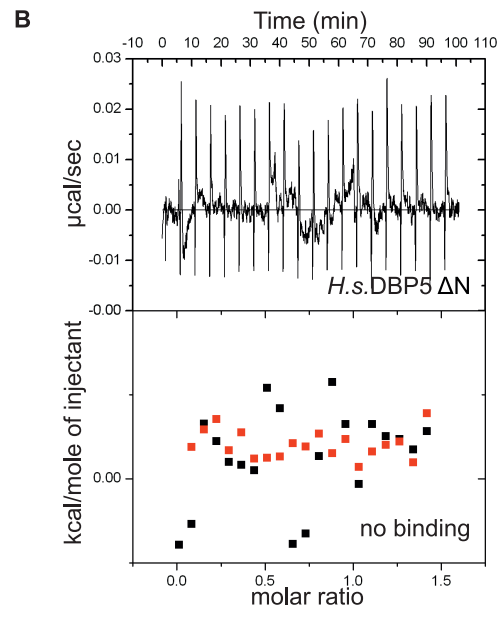 B
Time (min)
-10 0 10 20 30 40 50 60 70 80 90 100 110
0.03
0.02
0.01
0.00
-0.01
-0.00
µcal/sec
H.s.DBP5 ΔN
kcal/mole of injectant
0.00
no binding
0.0 0.5 1.0 1.5
molar ratio